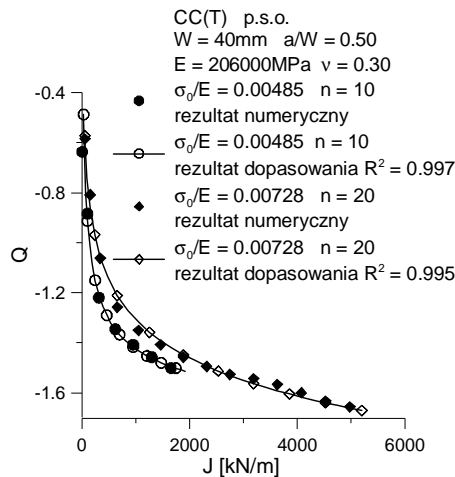 CC(T) p.s.o.
W = 40mm a/W = 0.50
E = 206000MPa ν = 0.30
σ₀/E = 0.00485 n = 10
rezultat numeryczny
σ₀/E = 0.00485 n = 10
rezultat dopasowania R² = 0.997
σ₀/E = 0.00728 n = 20
rezultat numeryczny
σ₀/E = 0.00728 n = 20
rezultat dopasowania R² = 0.995
-0.4
-0.8
-1.2
-1.6
Q
0 2000 4000 6000
J [kN/m]